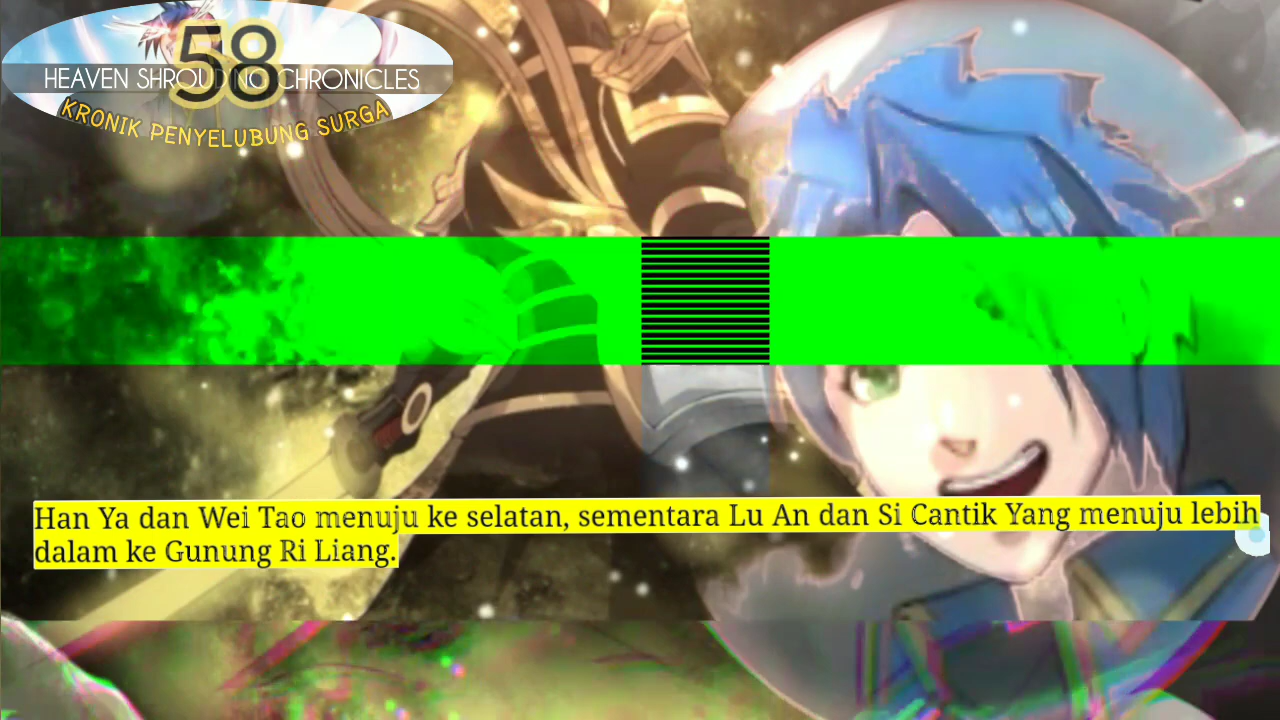 58
HEAVEN SHROUDING CHRONICLES
KRONIK PENYELUBUNG SURGA
Han Ya dan Wei Tao menuju ke selatan, sementara Lu An dan Si Cantik Yang menuju lebih
dalam ke Gunung Ri Liang.